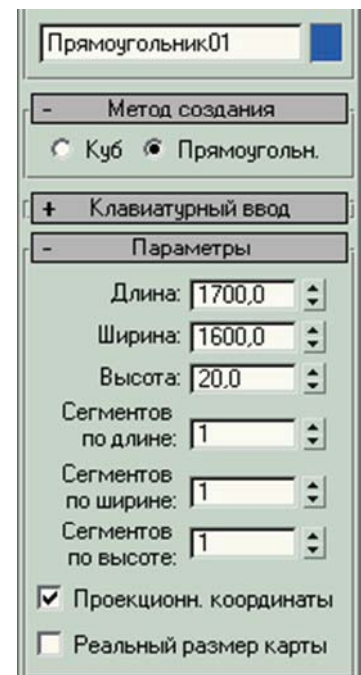 Прямоугольник01
- Метод создания
Куб Прямоугольн.
+ Клавиатурный ввод
- Параметры
Длина: 1700,0
Ширина: 1600,0
Высота: 20,0
Сегментов
по длине: 1
Сегментов
по ширине: 1
Сегментов
по высоте: 1
Проекционн. координаты
Реальный размер карты